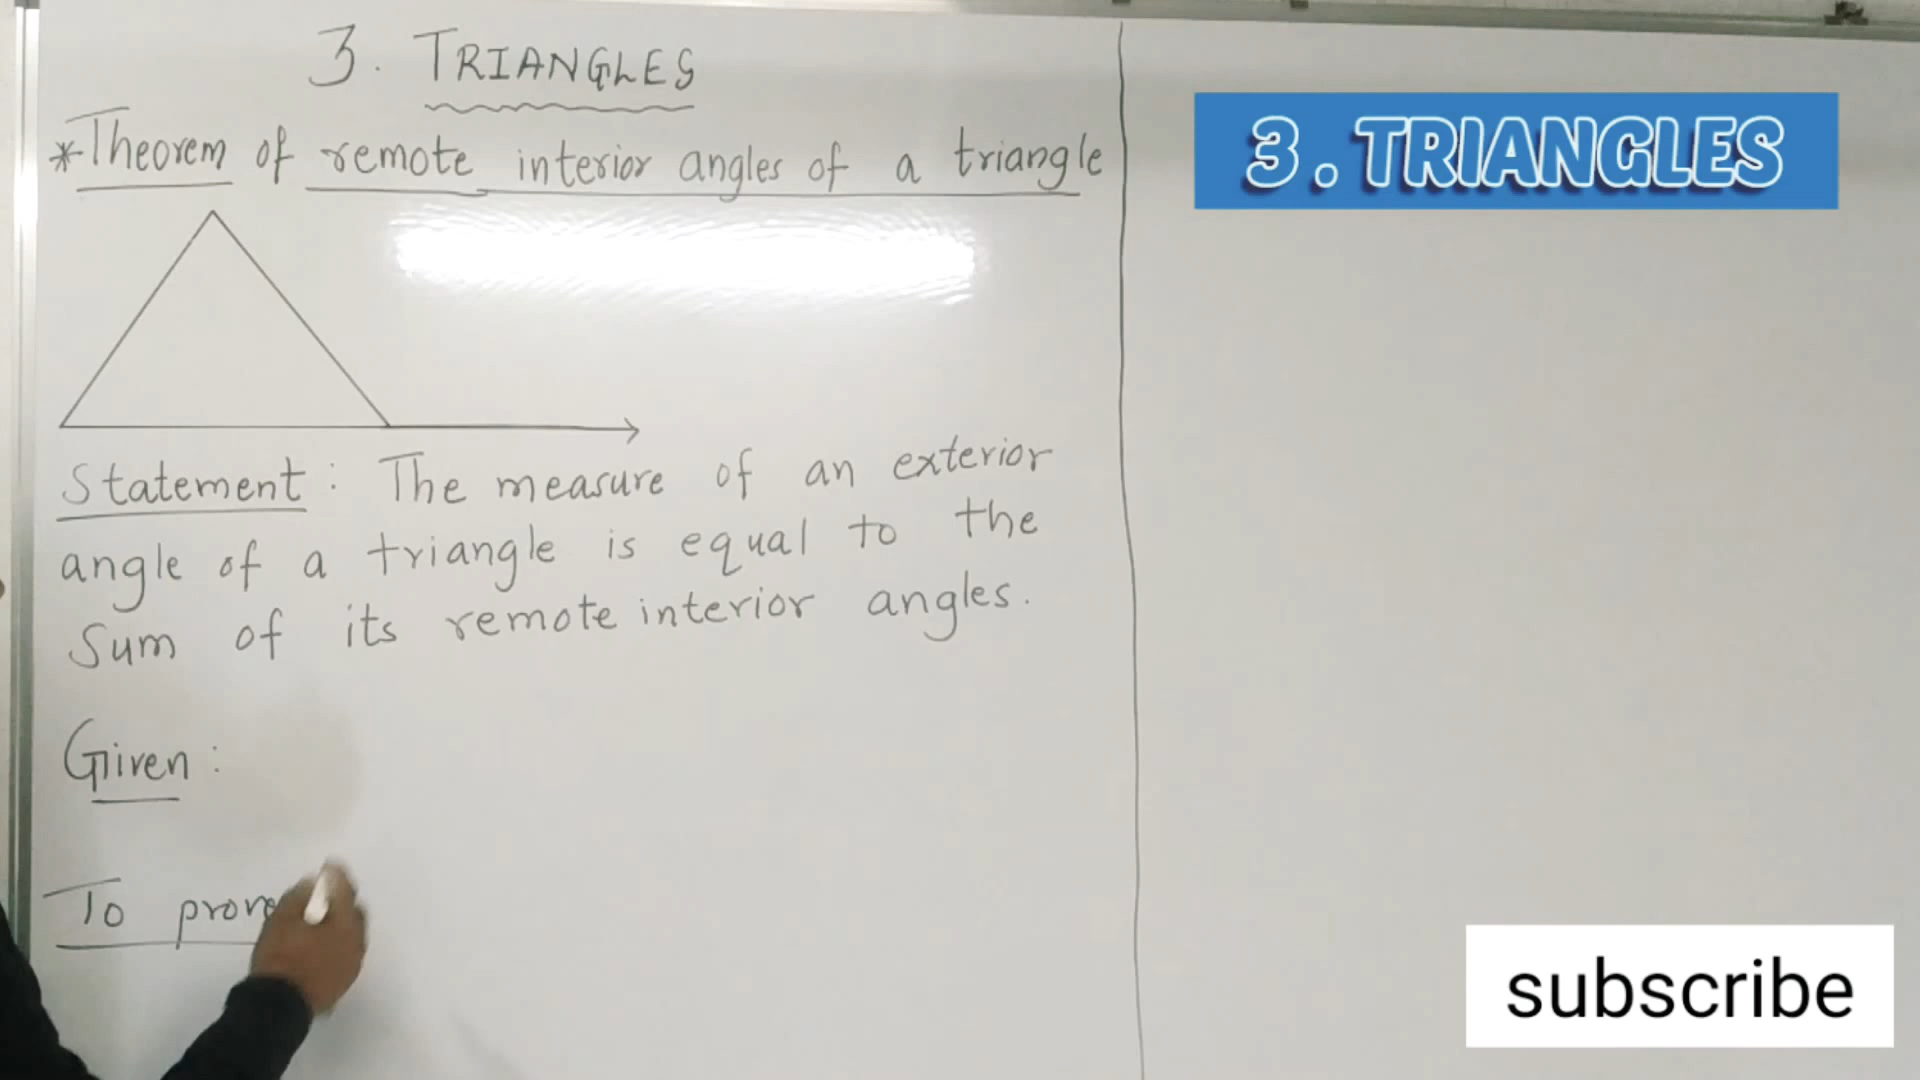 3. TRIANGLES
*Theorem of remote interior angles of a triangle
Statement: The measure of an exterior
angle of a triangle is equal to the
Sum of its remote interior angles.
Given:
To prove
3. TRIANGLES
subscribe